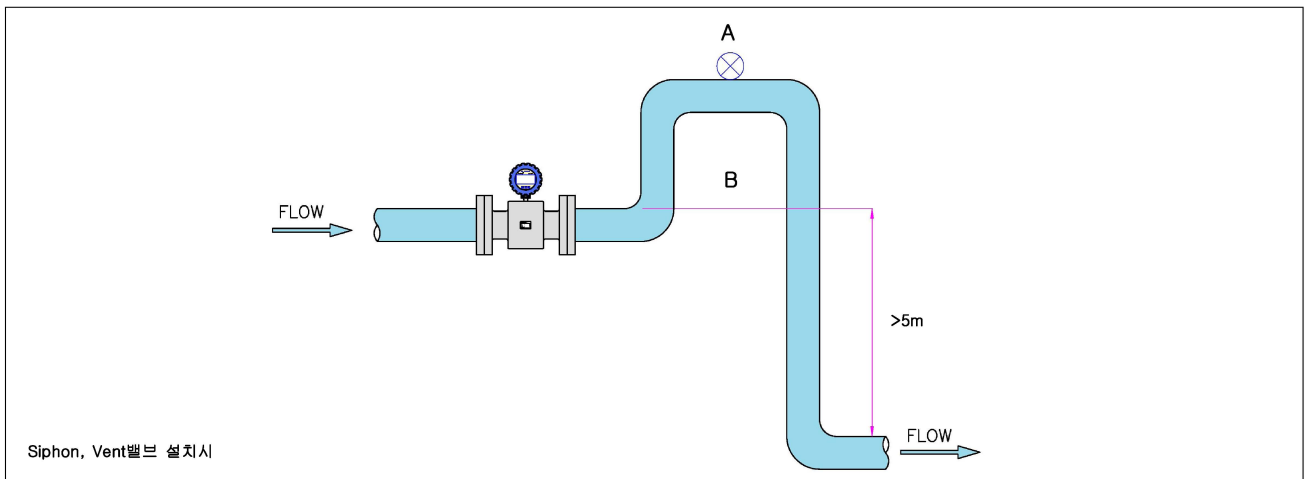 A
B
FLOW
>5m
FLOW
Siphon, Vent밸브 설치시